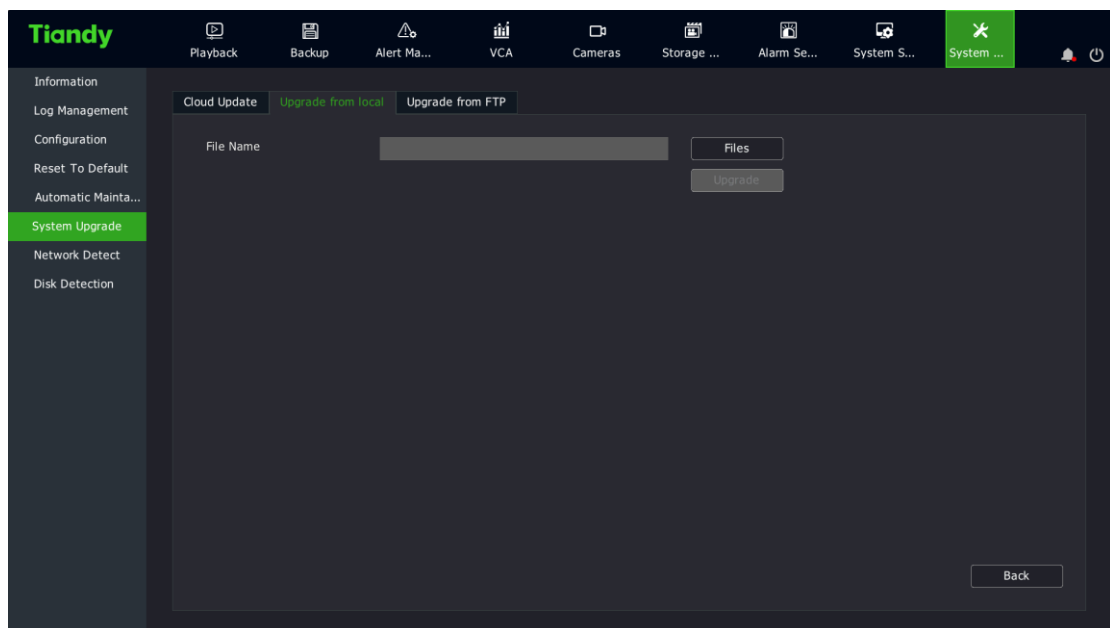 Tiandy
Playback Backup Alert Ma... VCA Cameras Storage ... Alarm Se... System S... System ...
Information
Log Management
Configuration
Reset To Default
Automatic Mainta...
System Upgrade
Network Detect
Disk Detection
Cloud Update Upgrade from local Upgrade from FTP
File Name Files
Upgrade
Back